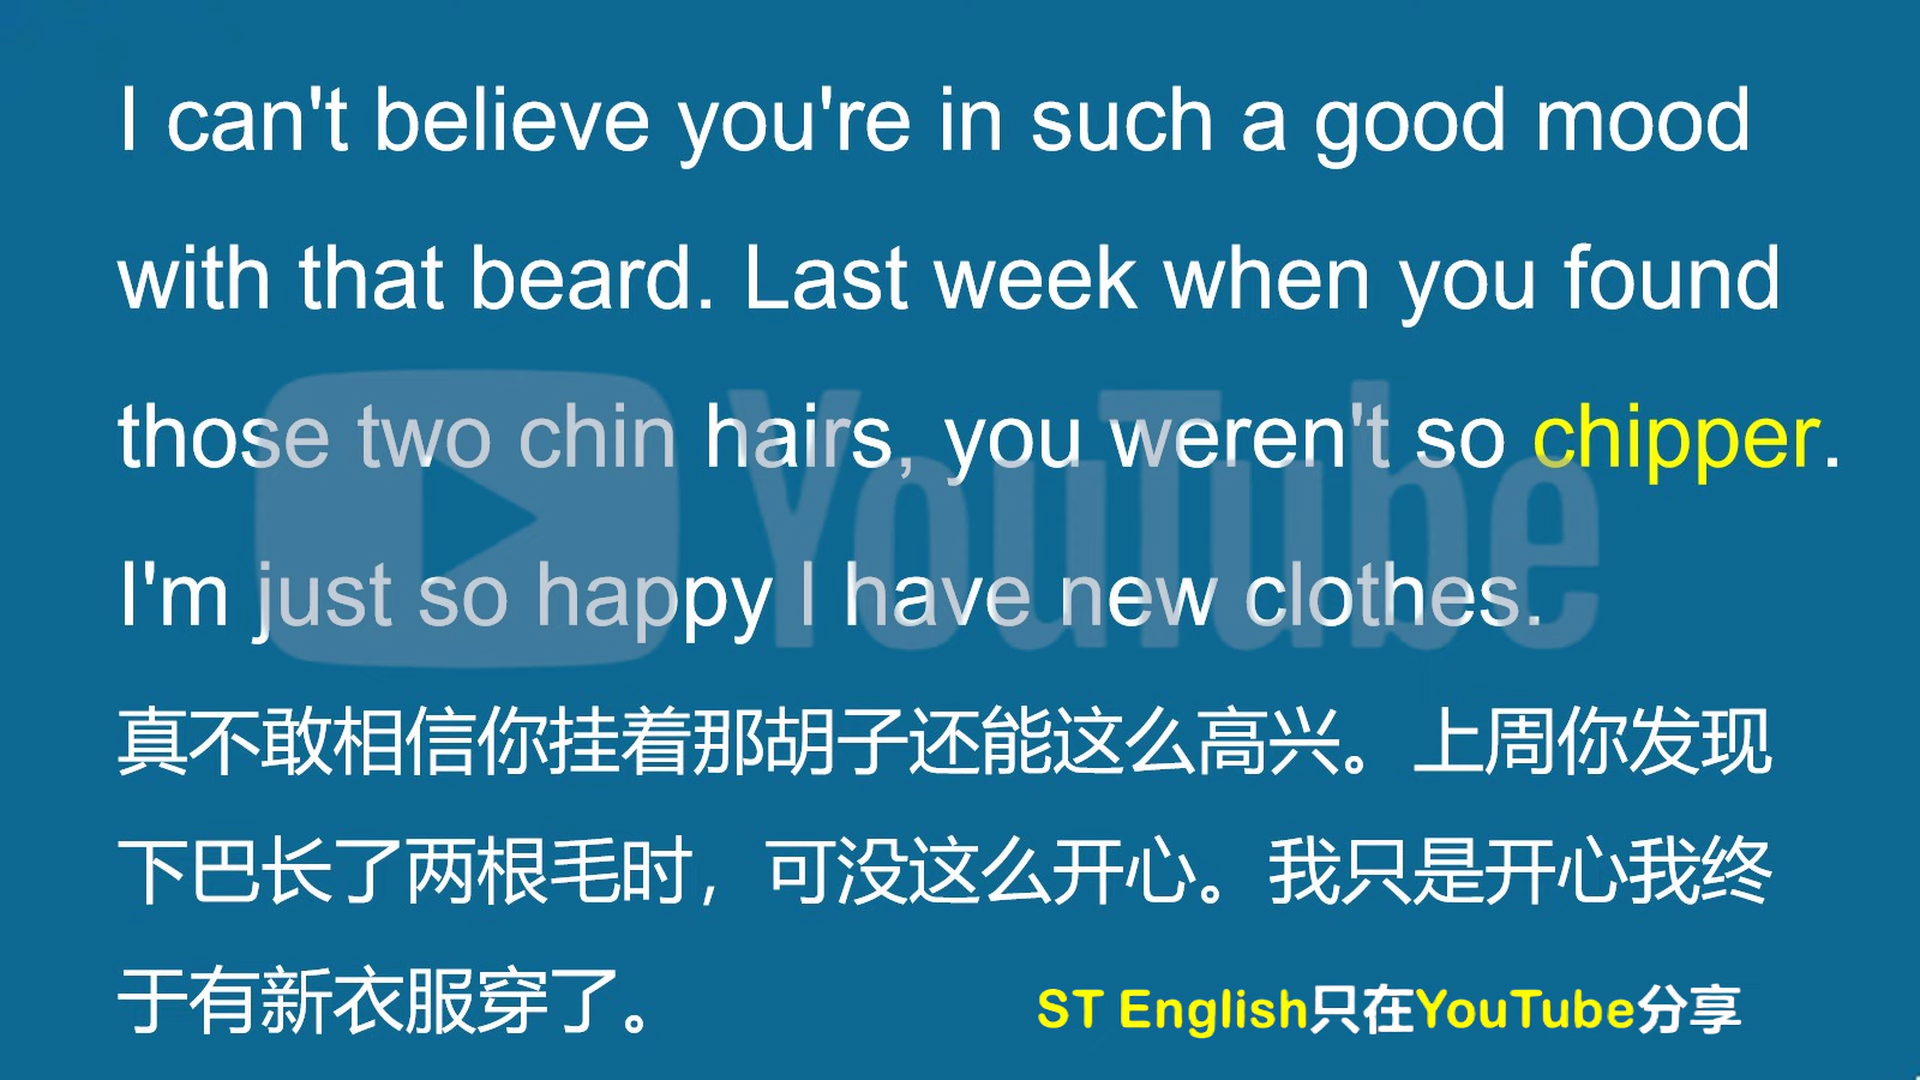 I can't believe you're in such a good mood
with that beard. Last week when you found
those two chin hairs, you weren't so chipper.
I'm just so happy I have new clothes.
YouTube
真不敢相信你挂着那胡子还能这么高兴。上周你发现
下巴长了两根毛时，可没这么开心。我只是开心我终
于有新衣服穿了。
ST English只在YouTube分享